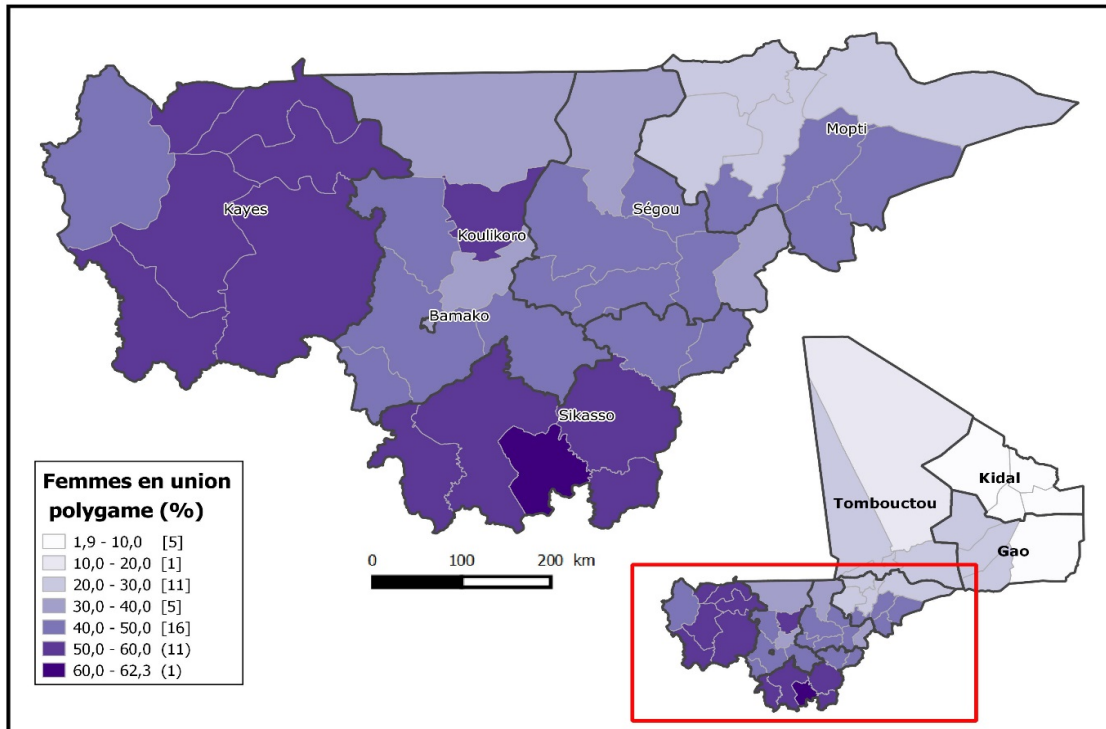 Mopti
Kayes
Ségou
Koulikoro
Bamako
Sikasso
Kidal
Tombouctou
Gao
Femmes en union
polygame (%)
1,9 - 10,0 [5]
10,0 - 20,0 [1]
20,0 - 30,0 [11]
30,0 - 40,0 [5]
40,0 - 50,0 [16]
50,0 - 60,0 (11)
60,0 - 62,3 (1)
0 100 200 km